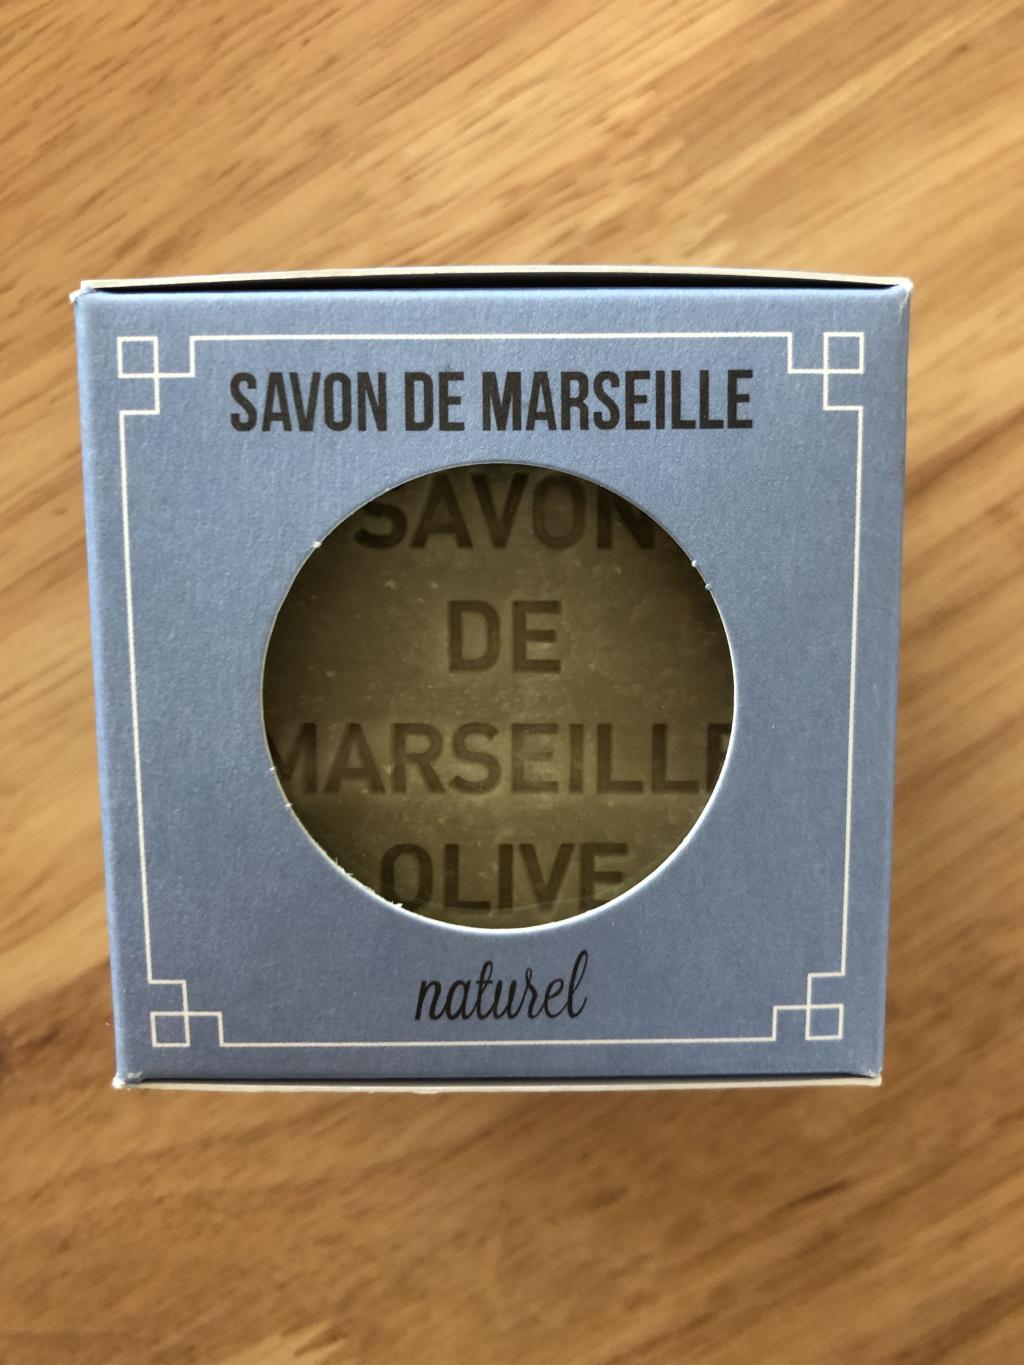 SAVON DE MARSEILLE
SAVON
DE
MARSEILLE
OLIVE
naturel